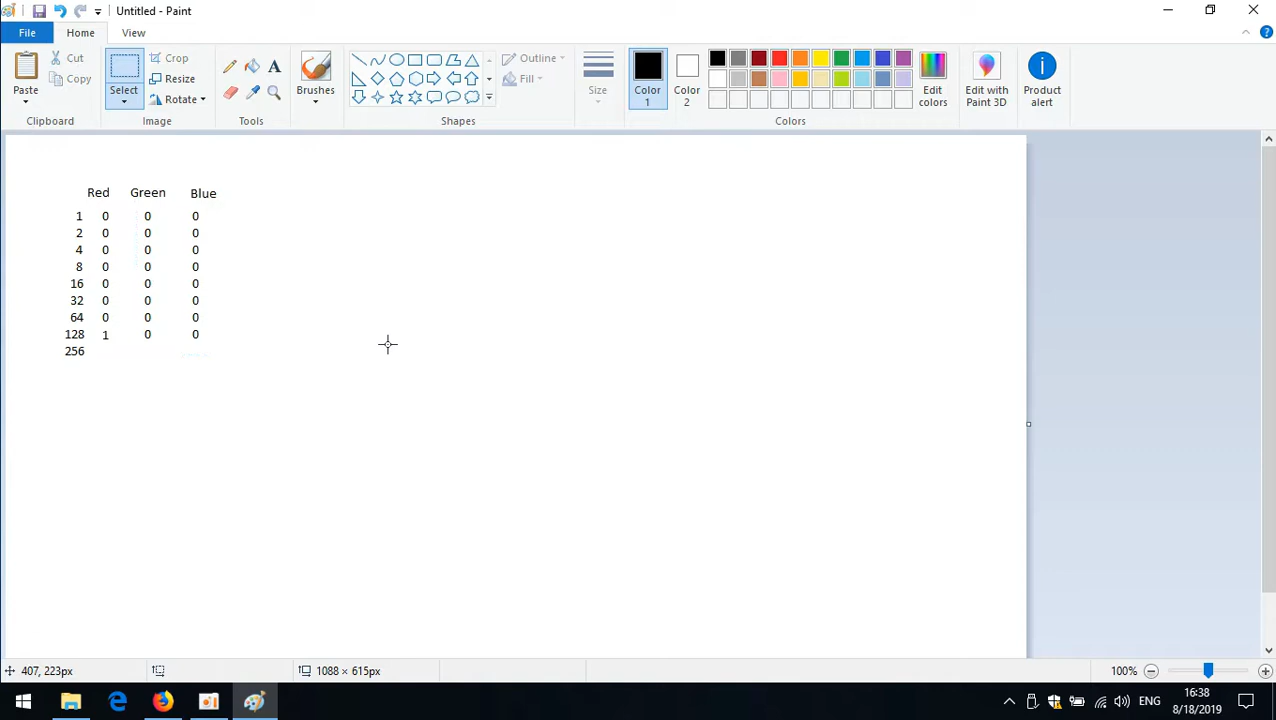 Untitled - Paint
File Home View
Paste
Cut
Copy
Clipboard
Select
Crop
Resize
Rotate
Image
A
Tools
Brushes
Outline
Fill
Shapes
Size
Color 1
Color 2
Edit colors
Colors
Edit with Paint 3D
Product alert
Red Green Blue
1 0 0 0
2 0 0 0
4 0 0 0
8 0 0 0
16 0 0 0
32 0 0 0
64 0 0 0
128 1 0 0
256
407, 223px
1088 × 615px
100%
ENG
16:38
8/18/2019